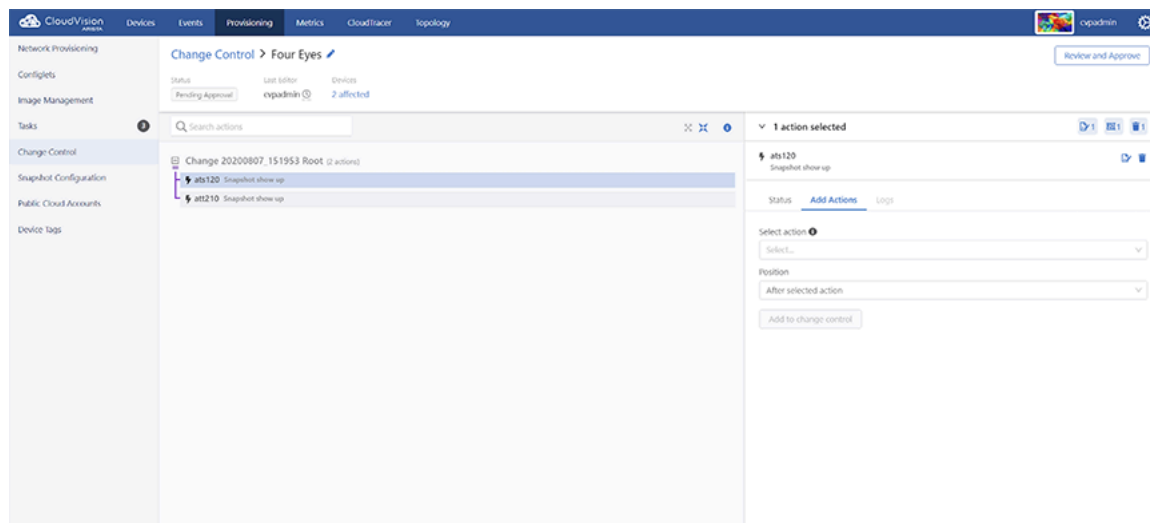 CloudVision
ARISTA
Devices Events Provisioning Metrics CloudTracer Topology cvpadmin
Network Provisioning
Configlets
Image Management
Tasks 3
Change Control
Snapshot Configuration
Public Cloud Accounts
Device Tags
Change Control > Four Eyes
Review and Approve
Status Last Editor Devices
Pending Approval cvpadmin 2 affected
Search actions
Change 20200807_151953 Root (2 actions)
ats120 Snapshot show up
att210 Snapshot show up
1 action selected 1 1 1
ats120
Snapshot show up
Status Add Actions Logs
Select action
Select...
Position
After selected action
Add to change control